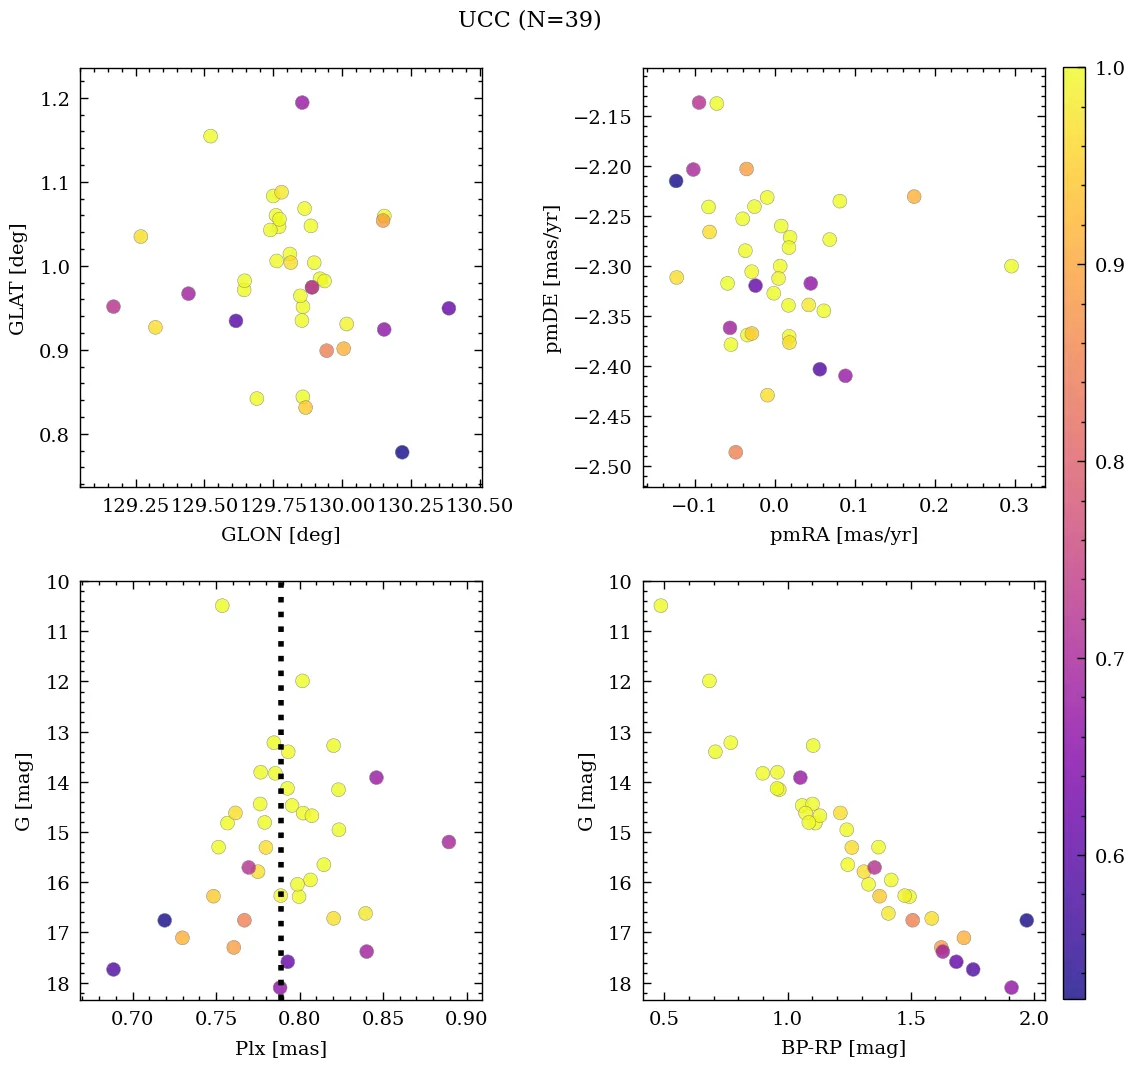 UCC (N=39)
1.2
1.1
1.0
0.9
0.8
GLAT [deg]
129.25 129.50 129.75 130.00 130.25 130.50
GLON [deg]
−2.15
−2.20
−2.25
−2.30
−2.35
−2.40
−2.45
−2.50
pmDE [mas/yr]
−0.1 0.0 0.1 0.2 0.3
pmRA [mas/yr]
10
11
12
13
14
15
16
17
18
G [mag]
0.70 0.75 0.80 0.85 0.90
Plx [mas]
10
11
12
13
14
15
16
17
18
G [mag]
0.5 1.0 1.5 2.0
BP-RP [mag]
1.0
0.9
0.8
0.7
0.6